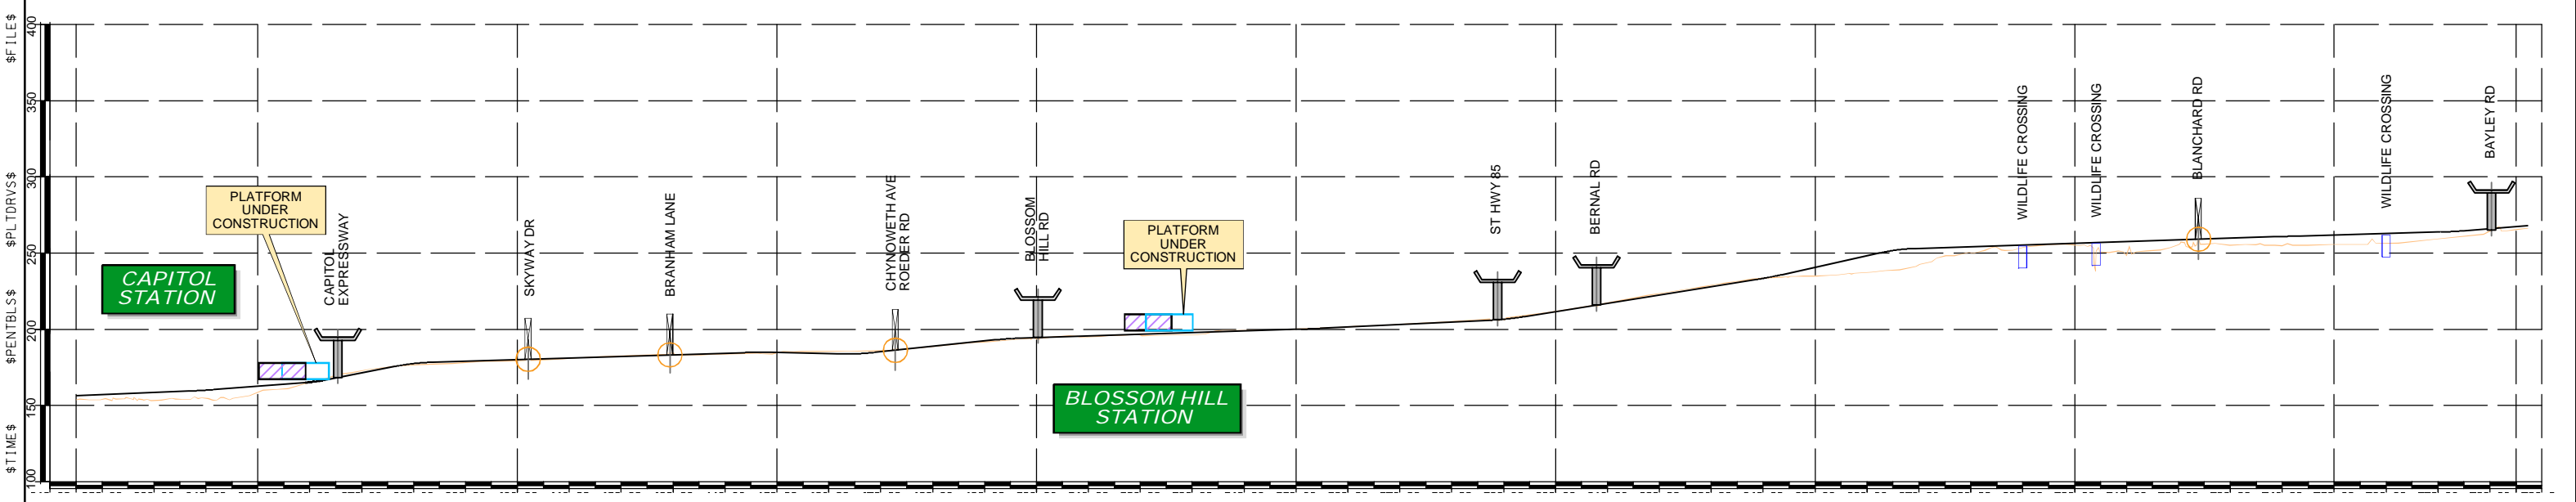 $FILE$
$PLTDRVS$
$PENTBLS$
$TIME$
400
350
300
250
200
150
100
CAPITOL
STATION
PLATFORM
UNDER
CONSTRUCTION
CAPITOL
EXPRESSWAY
SKYWAY DR
BRANHAM LANE
CHYNOWETH AVE
ROEDER RD
BLOSSOM
HILL RD
BLOSSOM HILL
STATION
PLATFORM
UNDER
CONSTRUCTION
ST HWY 85
BERNAL RD
WILDLIFE CROSSING
WILDLIFE CROSSING
BLANCHARD RD
WILDLIFE CROSSING
BAYLEY RD